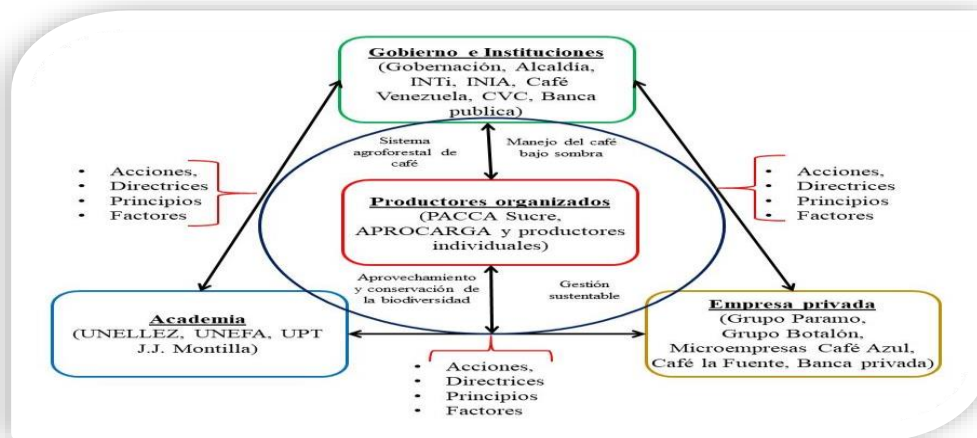 Gobierno e Instituciones
(Gobernación, Alcaldía,
INTi, INIA, Café
Venezuela, CVC, Banca
publica)
Sistema
agroforestal de
café
Manejo del café
bajo sombra
• Acciones,
• Directrices
• Principios
• Factores
• Acciones,
• Directrices
• Principios
• Factores
Productores organizados
(PACCA Sucre,
APROCARGA y productores
individuales)
Aprovechamiento
y conservación de
la biodiversidad
Gestión
sustentable
Academia
(UNELLEZ, UNEFA, UPT
J.J. Montilla)
Empresa privada
(Grupo Paramo,
Grupo Botalón,
Microempresas Café Azul,
Café la Fuente, Banca privada)
• Acciones,
• Directrices
• Principios
• Factores